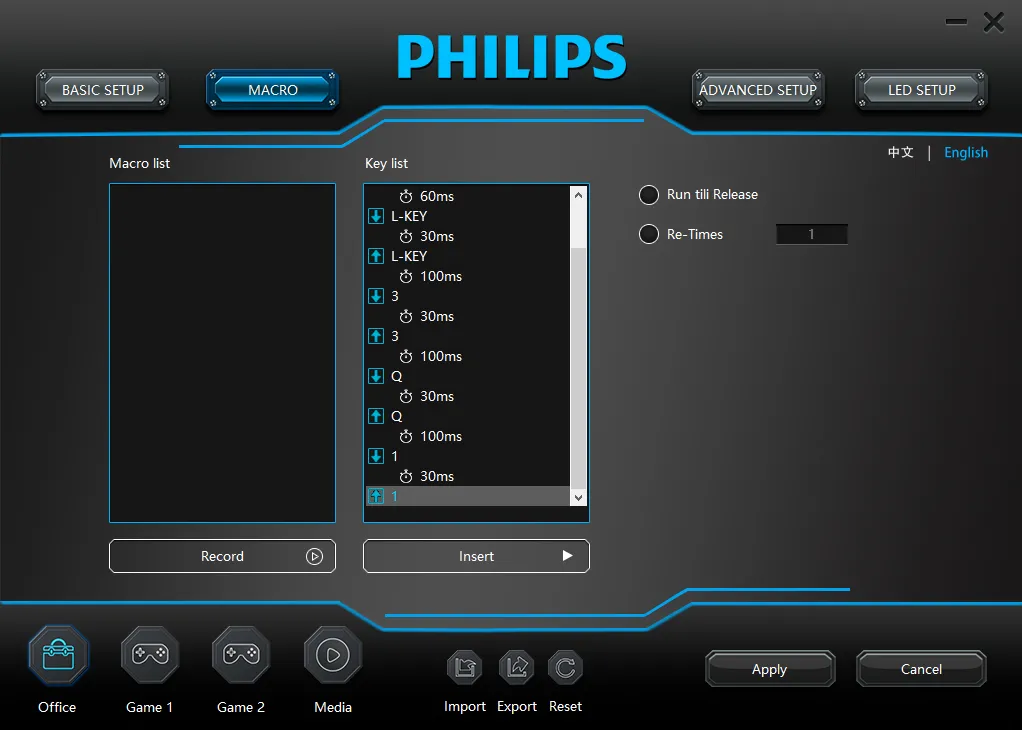 PHILIPS
BASIC SETUP
MACRO
ADVANCED SETUP
LED SETUP
中文 | English
Macro list
Key list
60ms
L-KEY
30ms
L-KEY
100ms
3
30ms
3
100ms
Q
30ms
Q
100ms
1
30ms
1
Run tili Release
Re-Times
1
Record
Insert
Office
Game 1
Game 2
Media
Import
Export
Reset
Apply
Cancel